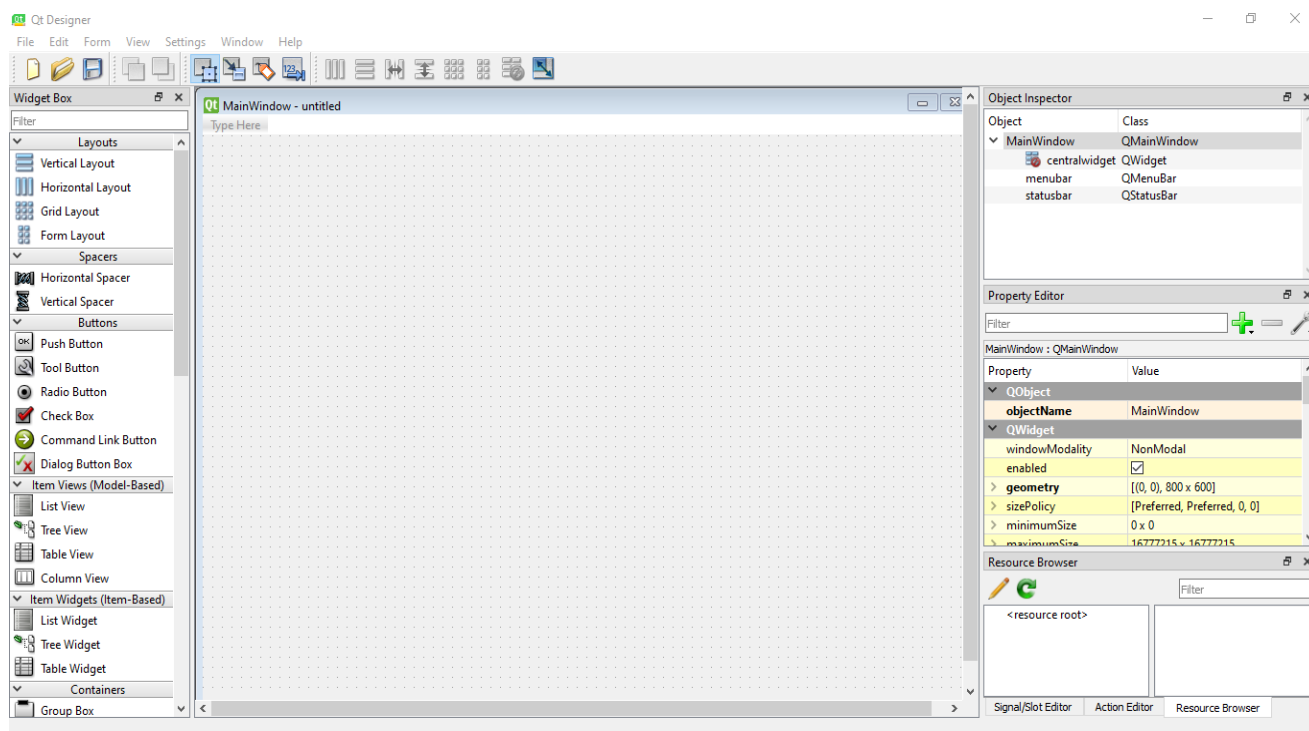 Qt Designer
File Edit Form View Settings Window Help
Widget Box
Filter
Layouts
Vertical Layout
Horizontal Layout
Grid Layout
Form Layout
Spacers
Horizontal Spacer
Vertical Spacer
Buttons
OK Push Button
Tool Button
Radio Button
Check Box
Command Link Button
Dialog Button Box
Item Views (Model-Based)
List View
Tree View
Table View
Column View
Item Widgets (Item-Based)
List Widget
Tree Widget
Table Widget
Containers
Group Box
MainWindow - untitled
Type Here
Object Inspector
Object Class
MainWindow QMainWindow
centralwidget QWidget
menubar QMenuBar
statusbar QStatusBar
Property Editor
Filter
MainWindow : QMainWindow
Property Value
QObject
objectName MainWindow
QWidget
windowModality NonModal
enabled
geometry [(0, 0), 800 x 600]
sizePolicy [Preferred, Preferred, 0, 0]
minimumSize 0 x 0
maximumSize 16777215 x 16777215
Resource Browser
Filter
<resource root>
Signal/Slot Editor Action Editor Resource Browser